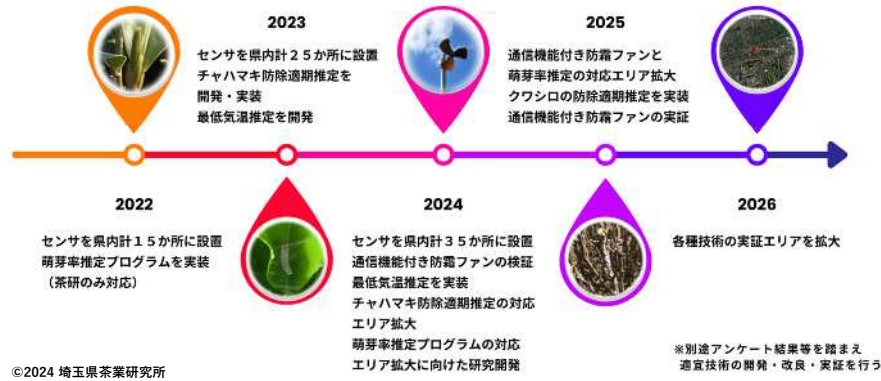 2023
センサを県内計２５か所に設置
チャハマキ防除適期推定を
開発・実装
最低気温推定を開発
2025
通信機能付き防霜ファンと
萌芽率推定の対応エリア拡大
クワシロの防除適期推定を実装
通信機能付き防霜ファンの実証
2022
センサを県内計１５か所に設置
萌芽率推定プログラムを実装
（茶研のみ対応）
2024
センサを県内計３５か所に設置
通信機能付き防霜ファンの検証
最低気温推定を実装
チャハマキ防除適期推定の対応
エリア拡大
萌芽率推定プログラムの対応
エリア拡大に向けた研究開発
2026
各種技術の実証エリアを拡大
※別途アンケート結果等を踏まえ
適宜技術の開発・改良・実証を行う
©2024 埼玉県茶業研究所